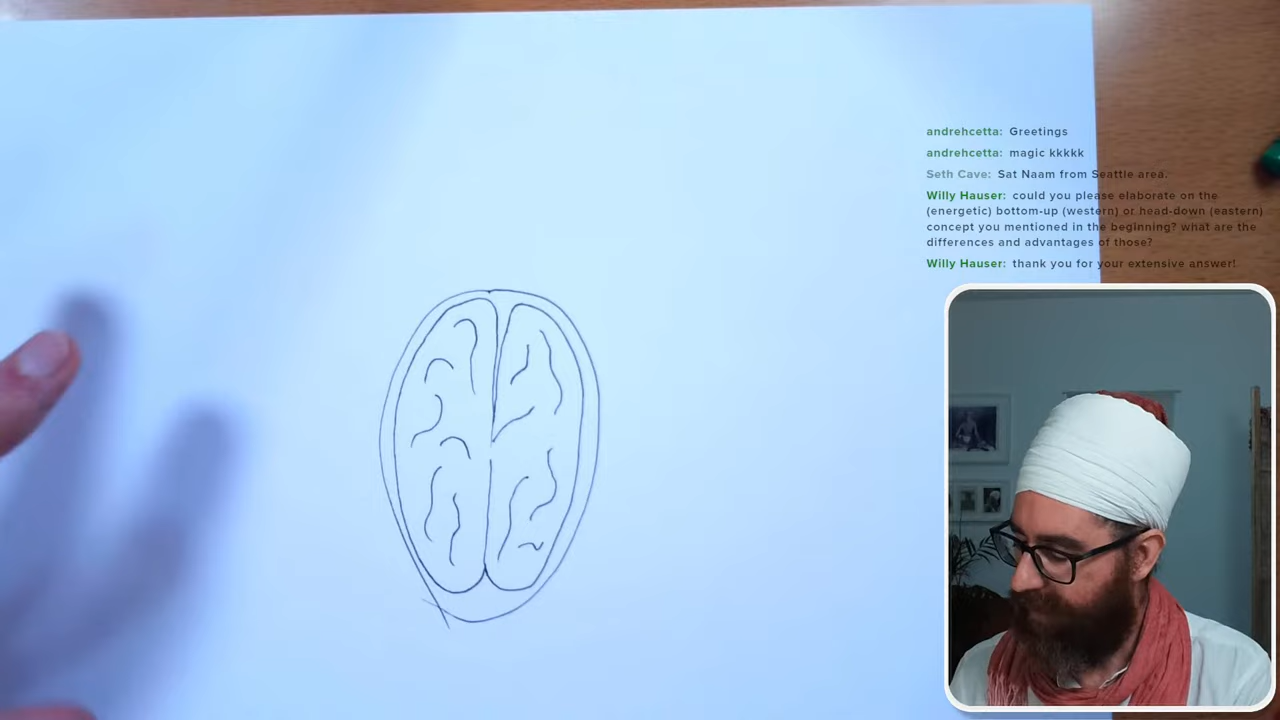 andrehcetta: Greetings
andrehcetta: magic kkkkk
Seth Cave: Sat Naam from Seattle area.
Willy Hauser: could you please elaborate on the
(energetic) bottom-up (western) or head-down (eastern)
concept you mentioned in the beginning? what are the
differences and advantages of those?
Willy Hauser: thank you for your extensive answer!